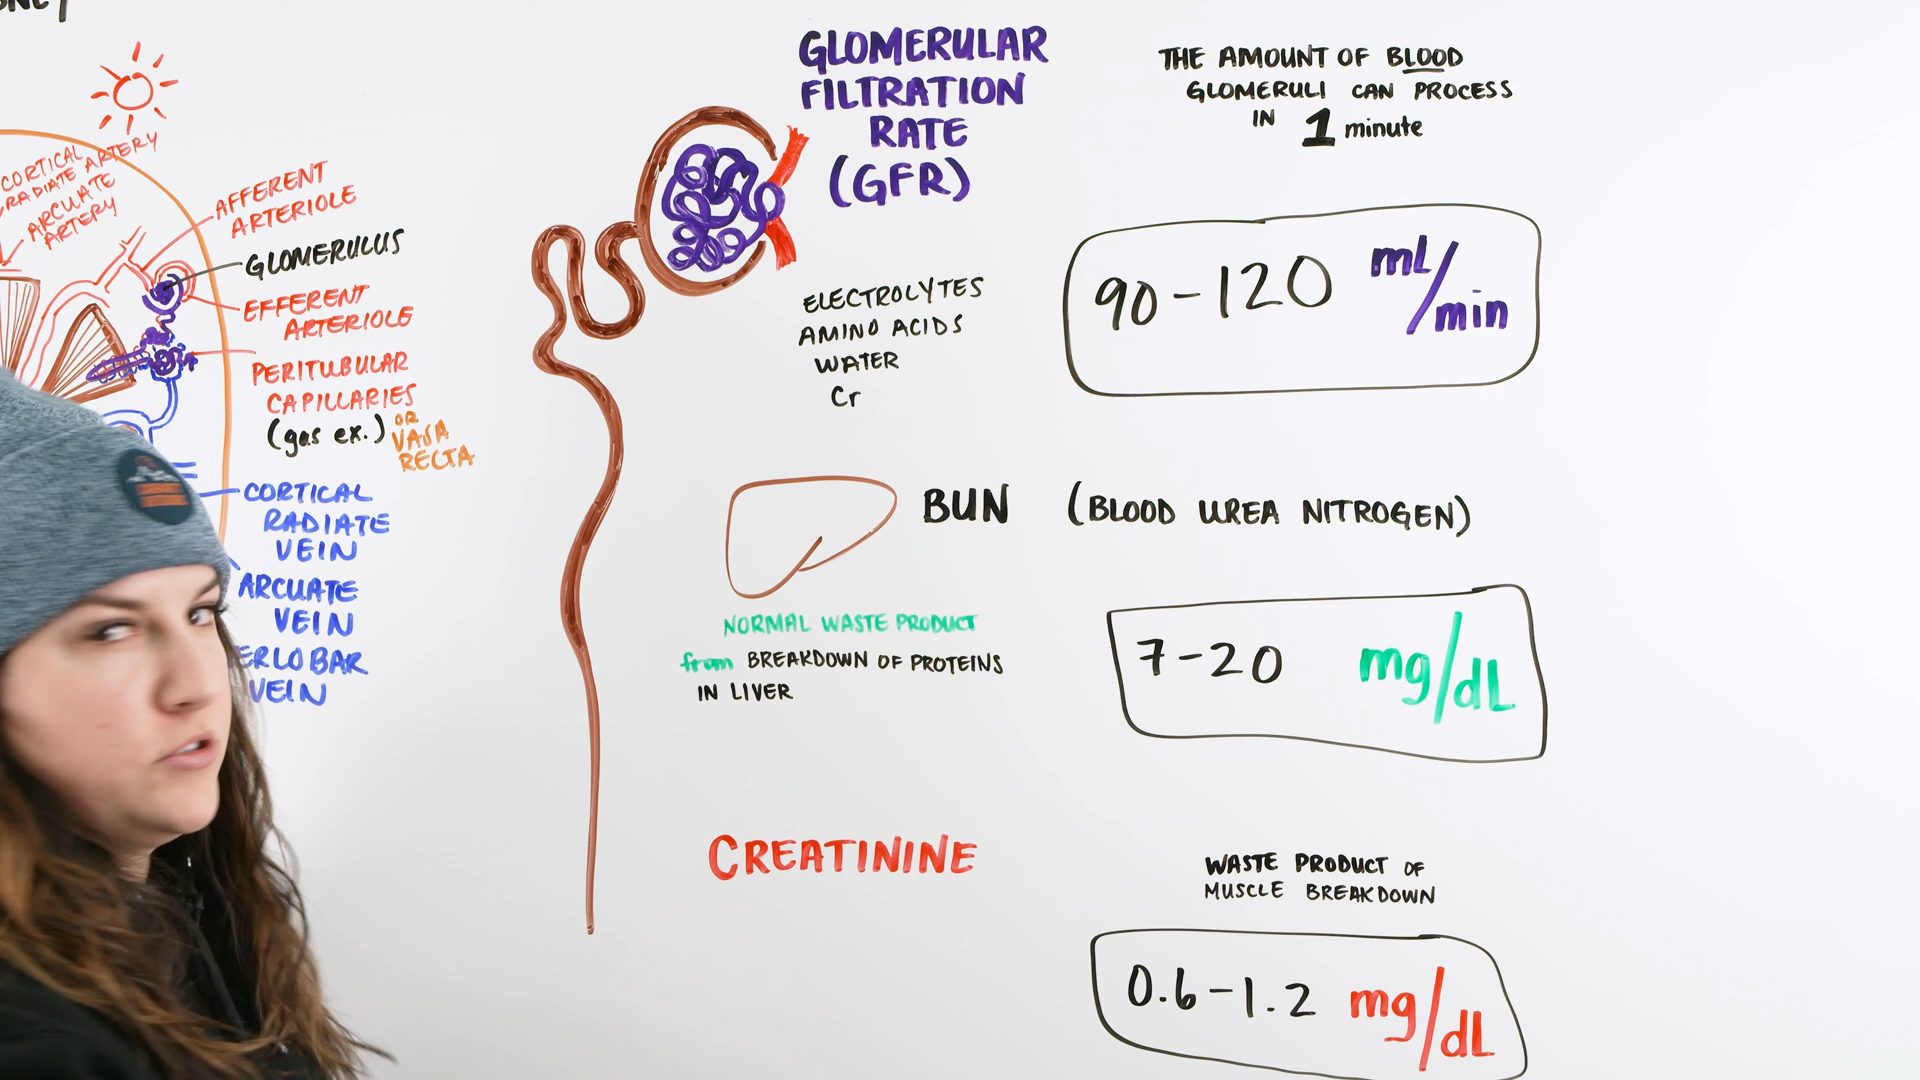 CORTICAL
RADIATE ARTERY
ARCUATE
ARTERY
AFFERENT
ARTERIOLE
GLOMERULUS
EFFERENT
ARTERIOLE
PERITUBULAR
CAPILLARIES
(gas ex.) OR
VASA
RECTA
CORTICAL
RADIATE
VEIN
ARCUATE
VEIN
ERLOBAR
VEIN
GLOMERULAR
FILTRATION
RATE
(GFR)
THE AMOUNT OF BLOOD
GLOMERULI CAN PROCESS
IN 1 minute
90-120 mL/min
ELECTROLYTES
AMINO ACIDS
WATER
Cr
BUN (BLOOD UREA NITROGEN)
NORMAL WASTE PRODUCT
from BREAKDOWN OF PROTEINS
IN LIVER
7-20 mg/dL
CREATININE
WASTE PRODUCT OF
MUSCLE BREAKDOWN
0.6-1.2 mg/dL